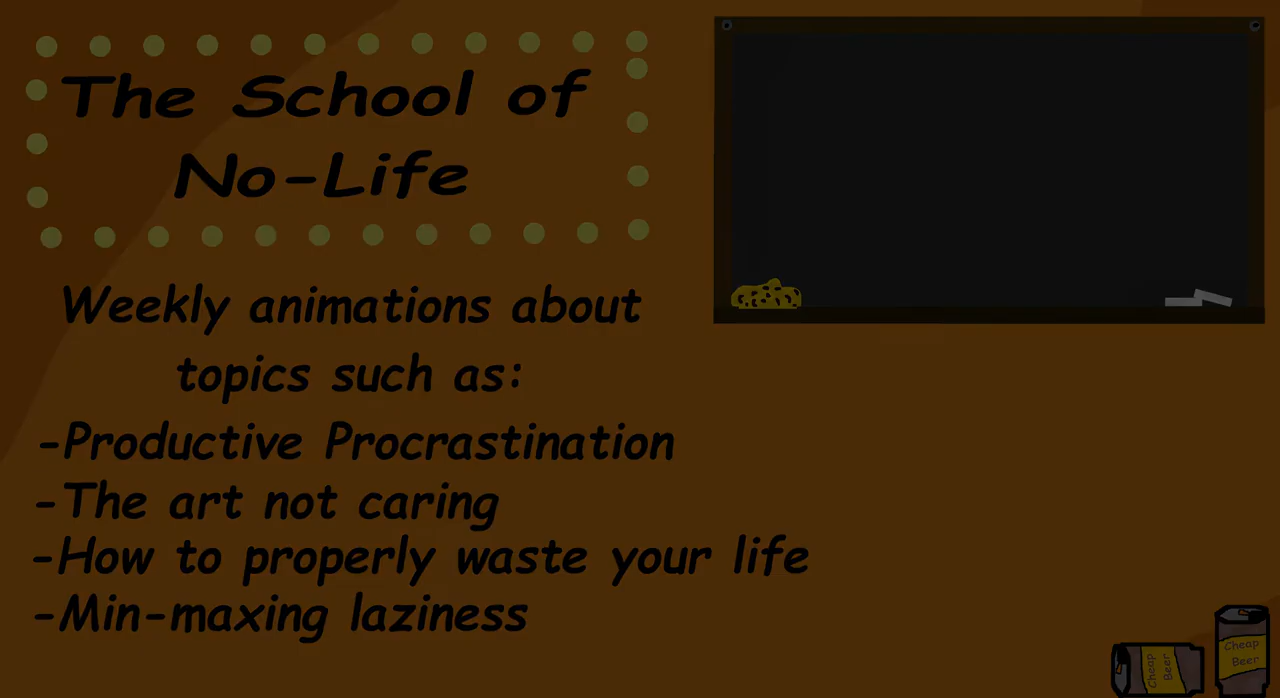 The School of
No-Life
Weekly animations about
topics such as:
-Productive Procrastination
-The art not caring
-How to properly waste your life
-Min-maxing laziness
Cheap
Beer
Cheap
Beer